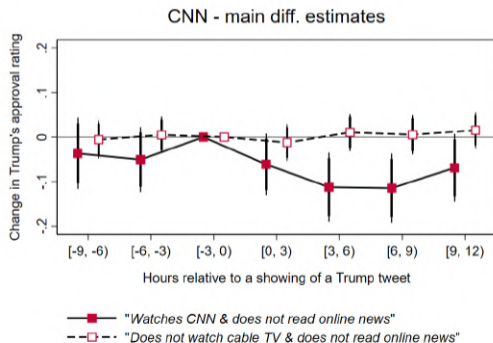 CNN - main diff. estimates
Change in Trump's approval rating
.2
.1
0
-.1
-.2
[-9, -6)
[-6, -3)
[-3, 0)
[0, 3)
[3, 6)
[6, 9)
[9, 12)
Hours relative to a showing of a Trump tweet
"Watches CNN & does not read online news"
"Does not watch cable TV & does not read online news"